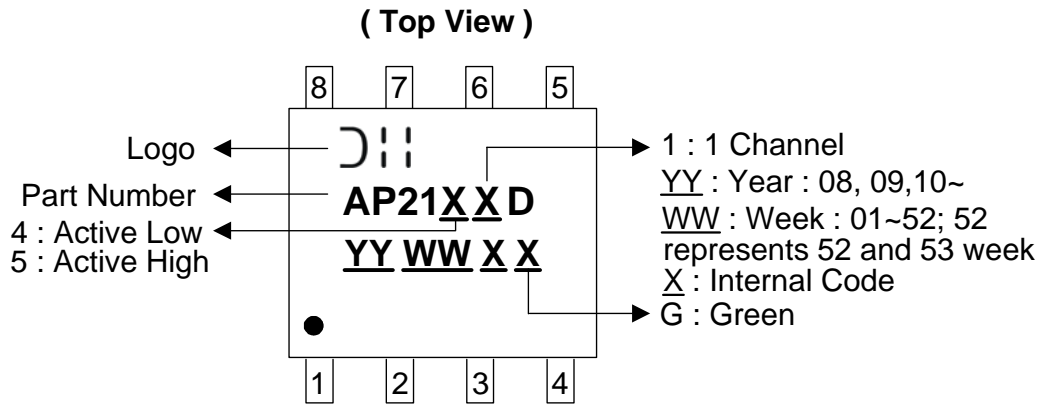 ( Top View )
8 7 6 5
Logo
Part Number
4 : Active Low
5 : Active High
AP21X X D
YY WW X X
1 : 1 Channel
YY : Year : 08, 09,10~
WW : Week : 01~52; 52
represents 52 and 53 week
X : Internal Code
G : Green
1 2 3 4